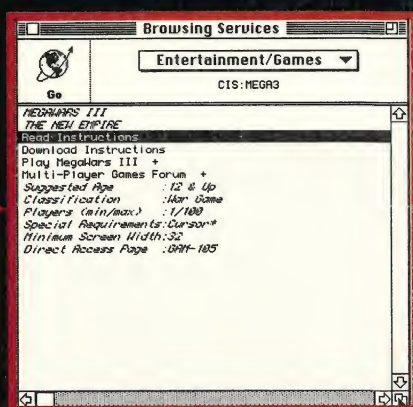 Browsing Services
Go
Entertainment/Games
CIS:MEGA3
MEGAWARS III
THE NEW EMPIRE
Read Instructions
Download Instructions
Play MegaWars III +
Multi-Player Games Forum +
Suggested Age :12 & Up
Classification :War Game
Players (min/max) :1/100
Special Requirements:Cursor*
Minimum Screen Width:32
Direct Access Page :GAM-105